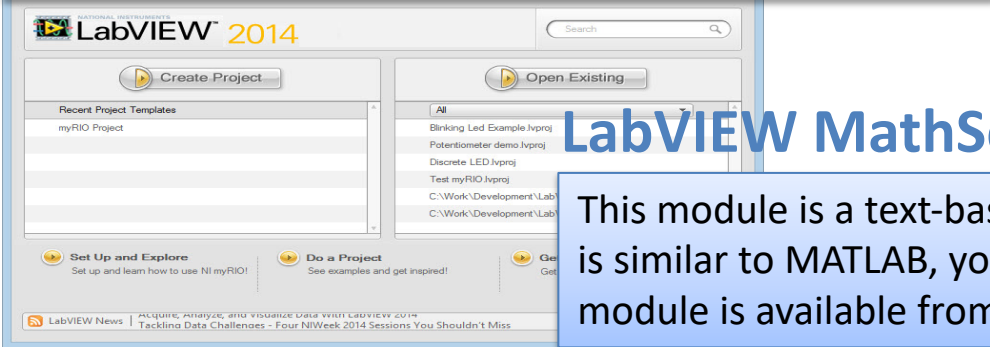 NATIONAL INSTRUMENTS
LabVIEW™ 2014
Search
Create Project
Recent Project Templates
myRIO Project
Open Existing
All
Blinking Led Example.lvproj
Potentiometer demo.lvproj
Discrete LED.lvproj
Test myRIO.lvproj
C:\Work\Development\Lab
C:\Work\Development\Lab
Set Up and Explore
Set up and learn how to use NI myRIO!
Do a Project
See examples and get inspired!
Ge
Get
LabVIEW News
Acquire, Analyze, and Visualize Data With LabVIEW 2014
Tackling Data Challenges - Four NIWeek 2014 Sessions You Shouldn't Miss
LabVIEW MathS
This module is a text-bas
is similar to MATLAB, yo
module is available from